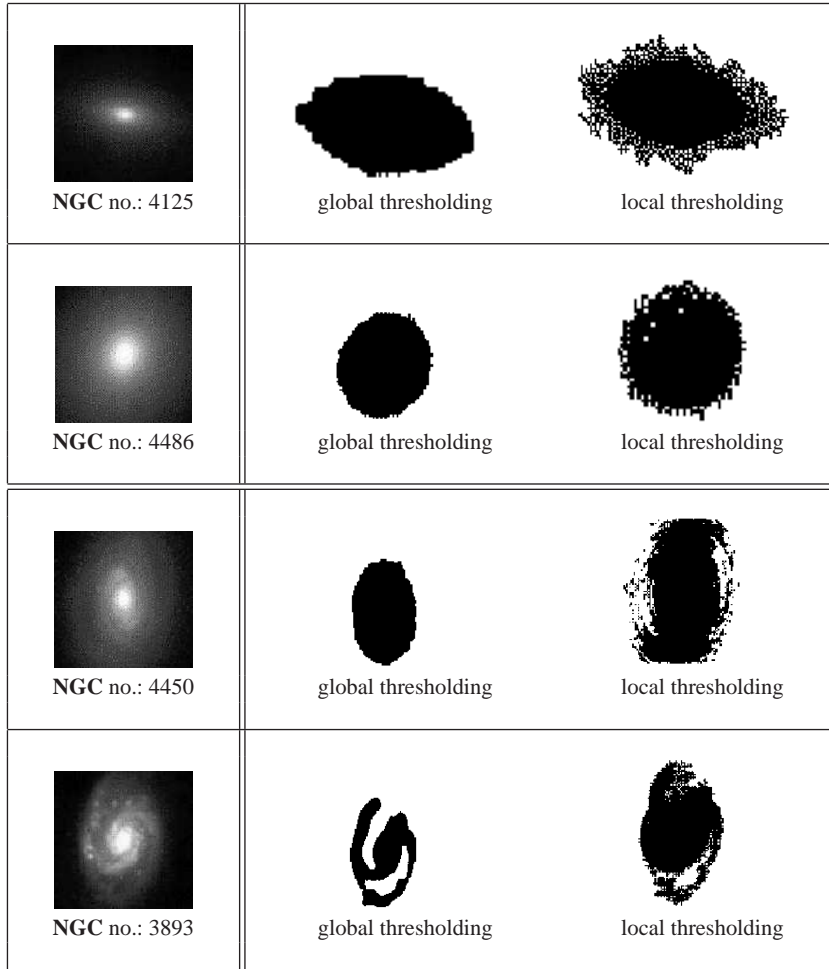 NGC no.: 4125 global thresholding local thresholding
NGC no.: 4486 global thresholding local thresholding
NGC no.: 4450 global thresholding local thresholding
NGC no.: 3893 global thresholding local thresholding